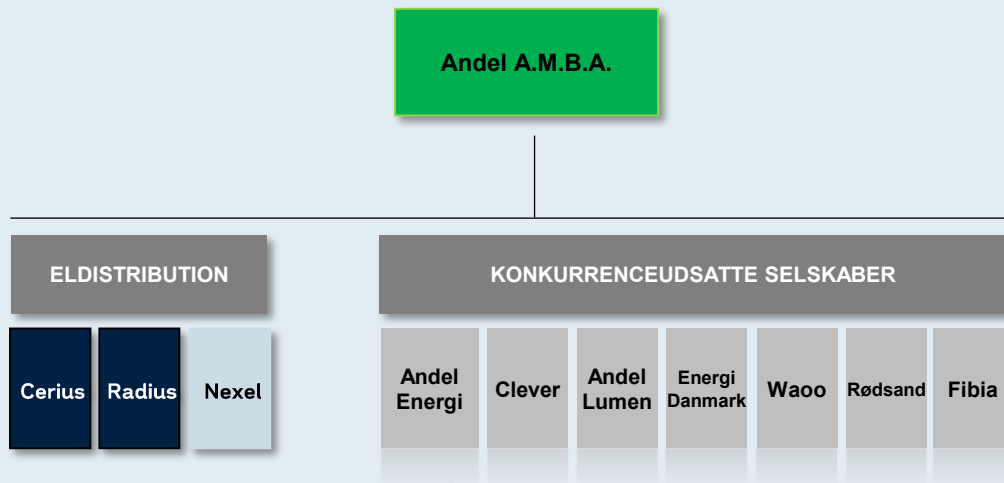 Andel A.M.B.A.
ELDISTRIBUTION
KONKURRENCEUDSATTE SELSKABER
Cerius
Radius
Nexel
Andel
Energi
Clever
Andel
Lumen
Energi
Danmark
Waoo
Rødsand
Fibia